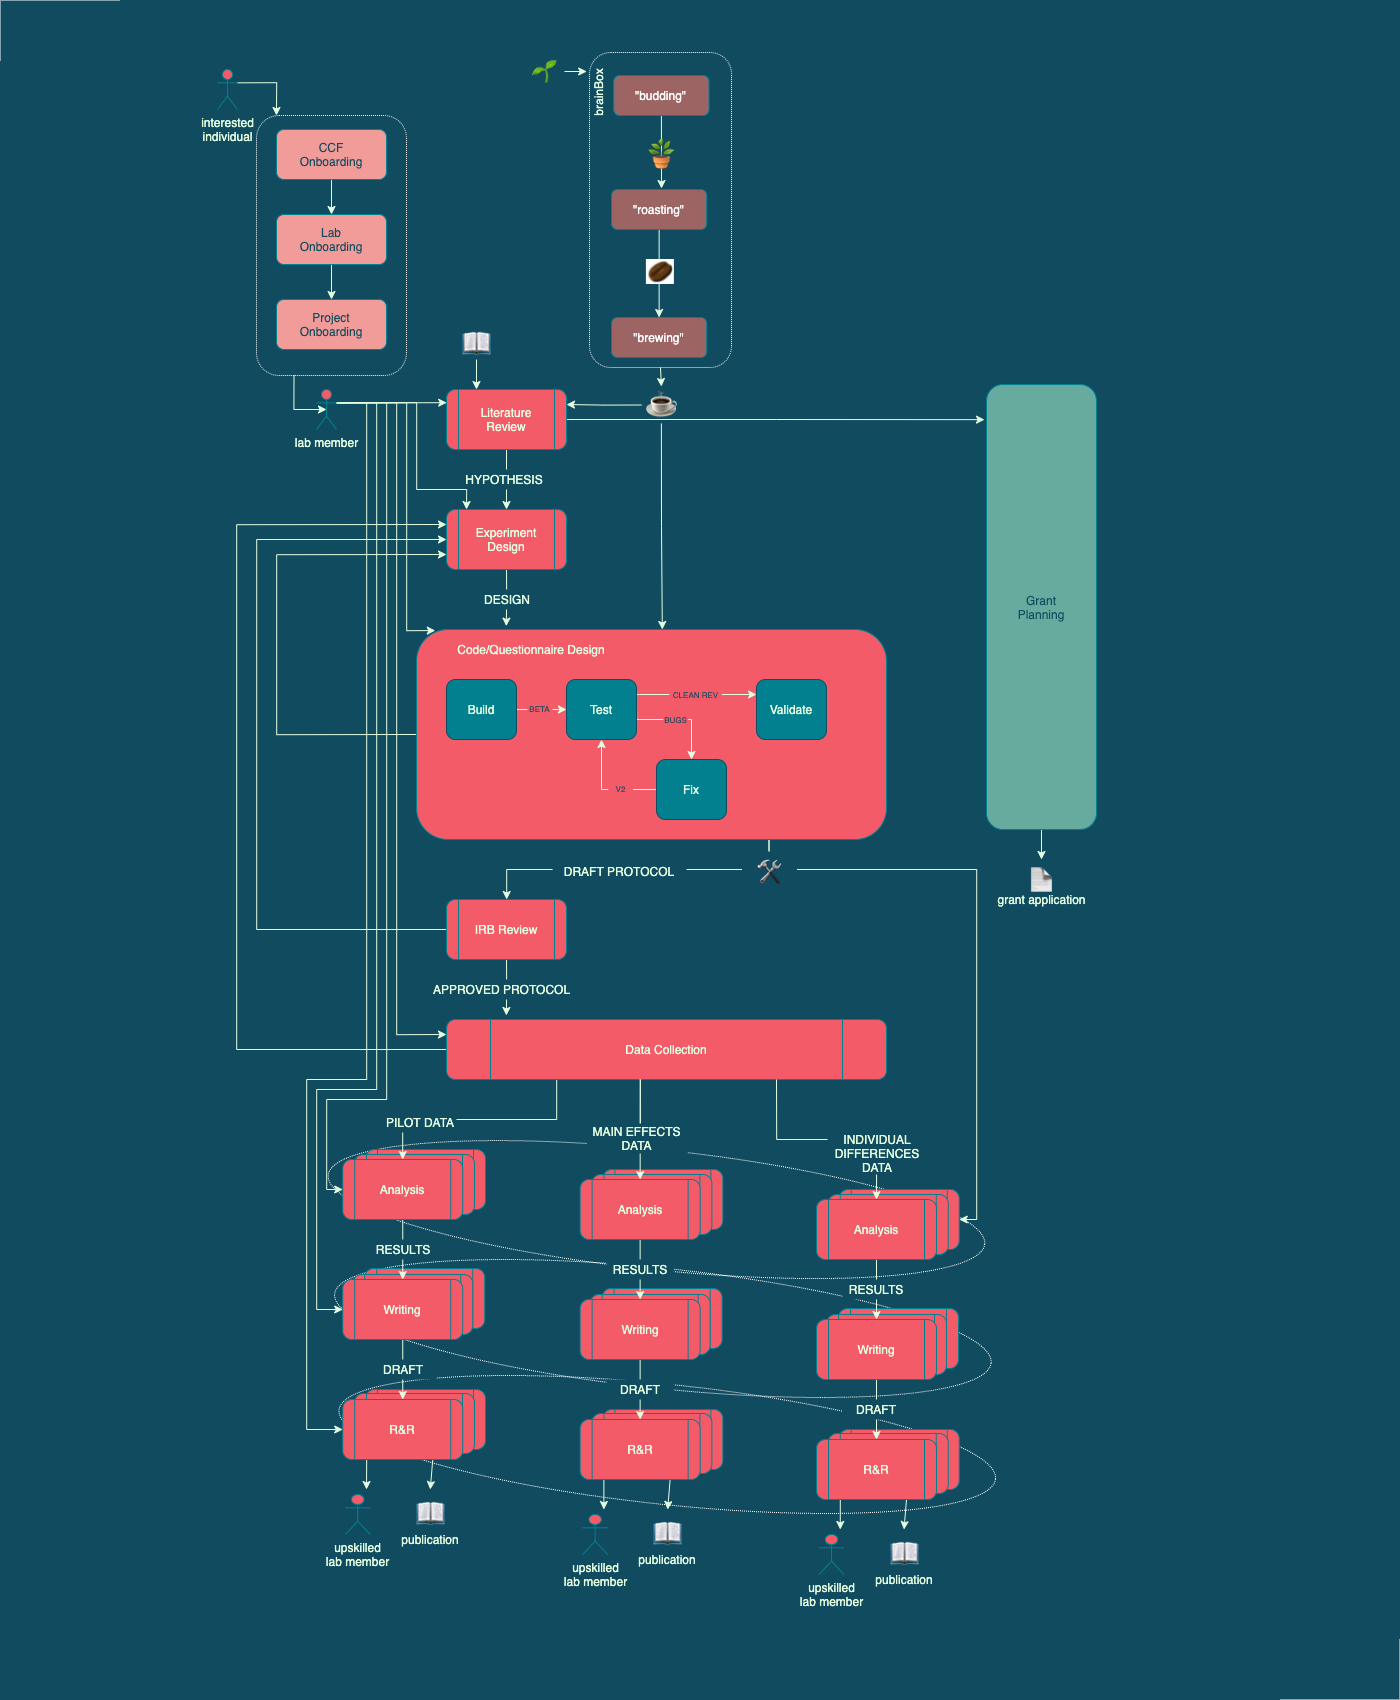 interested
individual
CCF
Onboarding
Lab
Onboarding
Project
Onboarding
lab member
brainBox
"budding"
"roasting"
"brewing"
Literature
Review
HYPOTHESIS
Experiment
Design
DESIGN
Code/Questionnaire Design
Build
BETA
Test
CLEAN REV
Validate
BUGS
Fix
V2
Grant
Planning
grant application
DRAFT PROTOCOL
IRB Review
APPROVED PROTOCOL
Data Collection
PILOT DATA
MAIN EFFECTS
DATA
INDIVIDUAL
DIFFERENCES
DATA
Analysis
Analysis
Analysis
RESULTS
RESULTS
RESULTS
Writing
Writing
Writing
DRAFT
DRAFT
DRAFT
R&R
R&R
R&R
upskilled
lab member
publication
upskilled
lab member
publication
upskilled
lab member
publication